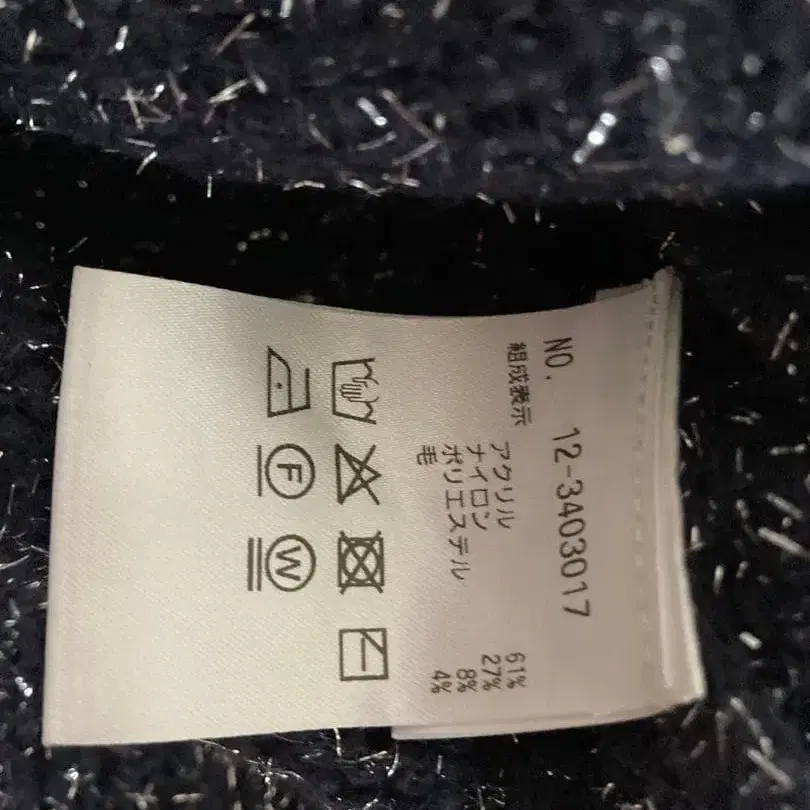 NO. 12-3403017
組成表示
アクリル 61%
ナイロン 27%
ポリエステル 8%
毛 4%
F
W